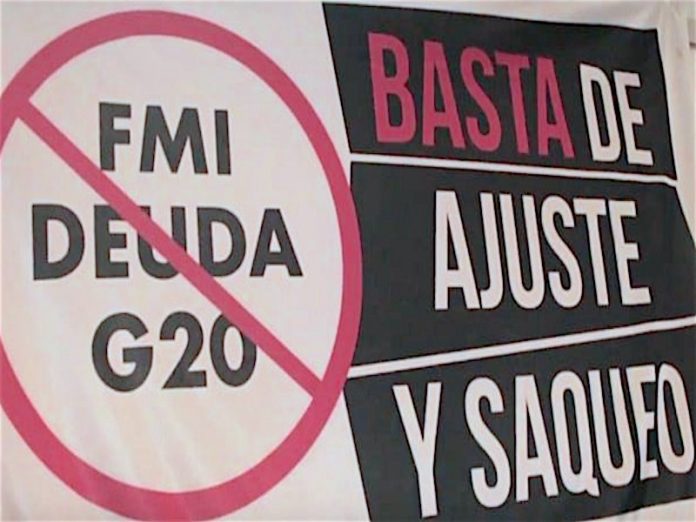 FMI
DEUDA
G20
BASTA DE
AJUSTE
Y SAQUEO